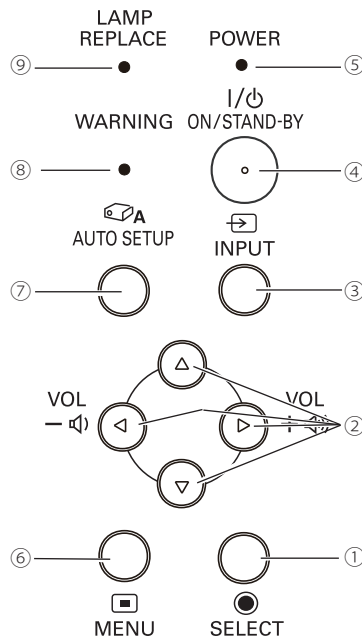 LAMP
REPLACE
POWER
⑨
⑤
I/⏻
WARNING
ON/STAND-BY
⑧
④
A
AUTO SETUP
INPUT
⑦
③
VOL
VOL
−
+
②
⑥
①
MENU
SELECT